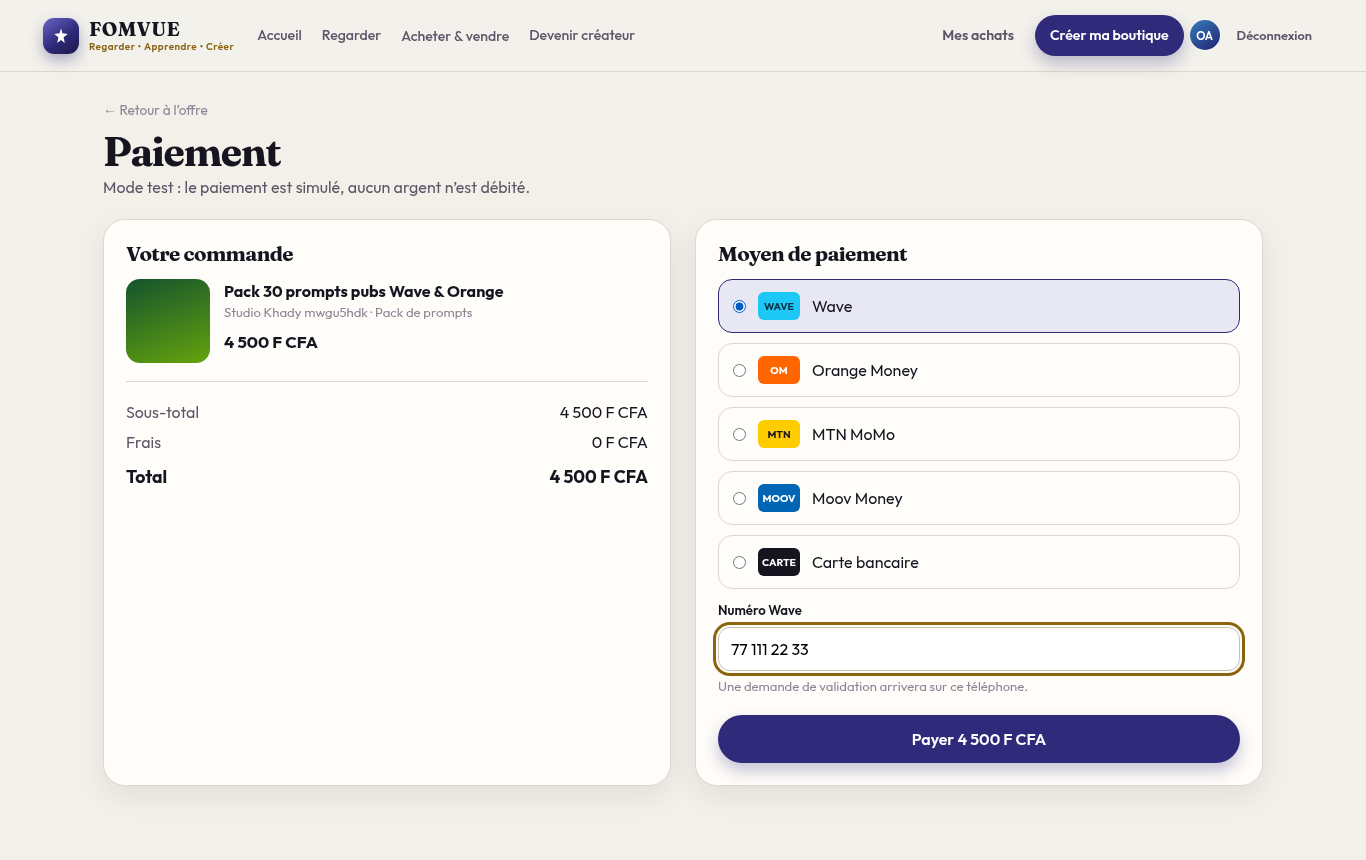 FOMVUE
Regarder • Apprendre • Créer
Accueil
Regarder
Acheter & vendre
Devenir créateur
Mes achats
Créer ma boutique
OA
Déconnexion
← Retour à l'offre
Paiement
Mode test : le paiement est simulé, aucun argent n'est débité.
Votre commande
Pack 30 prompts pubs Wave & Orange
Studio Khady mwgu5hdk · Pack de prompts
4 500 F CFA
Sous-total 4 500 F CFA
Frais 0 F CFA
Total 4 500 F CFA
Moyen de paiement
WAVE Wave
OM Orange Money
MTN MTN MoMo
MOOV Moov Money
CARTE Carte bancaire
Numéro Wave
77 111 22 33
Une demande de validation arrivera sur ce téléphone.
Payer 4 500 F CFA